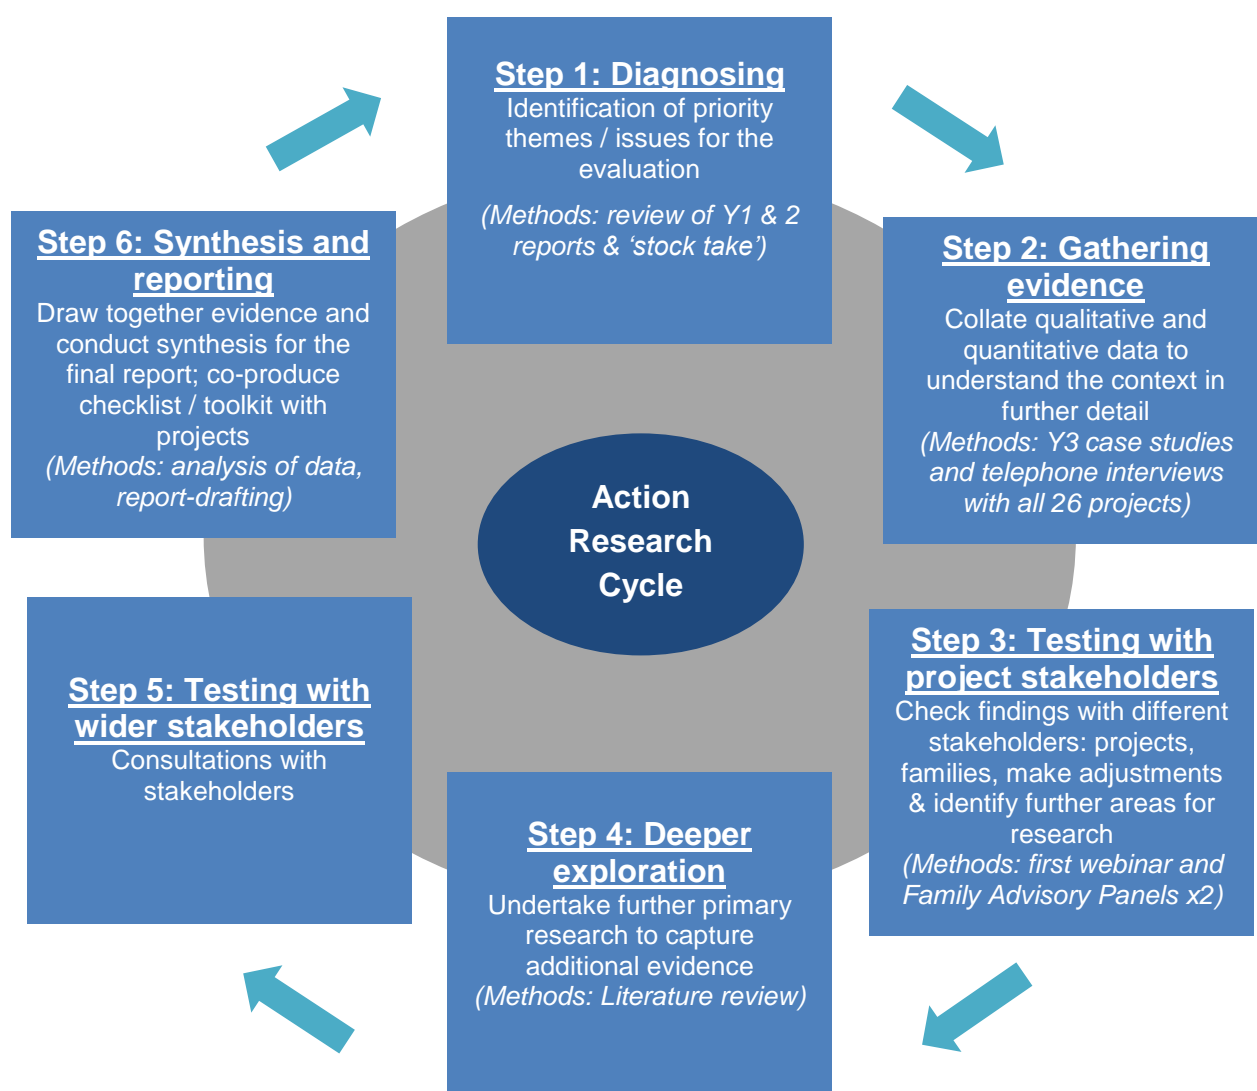 Step 1: Diagnosing
Identification of priority
themes / issues for the
evaluation
(Methods: review of Y1 & 2
reports & ‘stock take’)
Step 2: Gathering
evidence
Collate qualitative and
quantitative data to
understand the context in
further detail
(Methods: Y3 case studies
and telephone interviews
with all 26 projects)
Step 3: Testing with
project stakeholders
Check findings with different
stakeholders: projects,
families, make adjustments
& identify further areas for
research
(Methods: first webinar and
Family Advisory Panels x2)
Step 4: Deeper
exploration
Undertake further primary
research to capture
additional evidence
(Methods: Literature review)
Step 5: Testing with
wider stakeholders
Consultations with
stakeholders
Step 6: Synthesis and
reporting
Draw together evidence and
conduct synthesis for the
final report; co-produce
checklist / toolkit with
projects
(Methods: analysis of data,
report-drafting)
Action
Research
Cycle